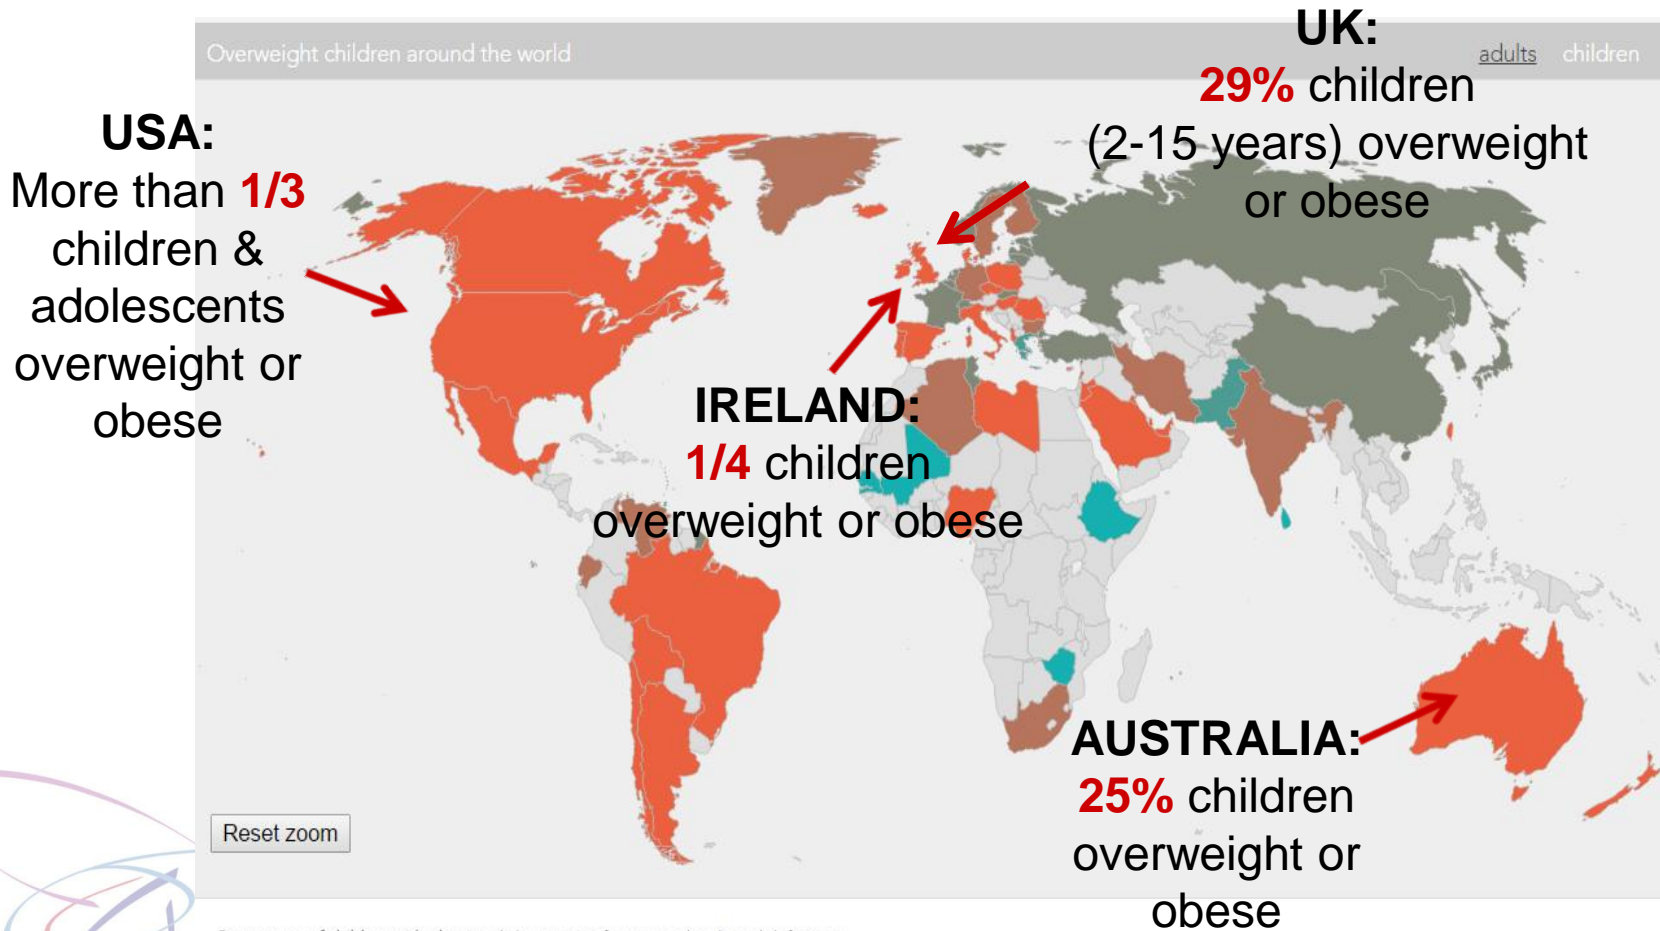 Overweight children around the world
adults children
UK:
29% children
(2-15 years) overweight
or obese
USA:
More than 1/3
children &
adolescents
overweight or
obese
IRELAND:
1/4 children
overweight or obese
AUSTRALIA:
25% children
overweight or
obese
Reset zoom